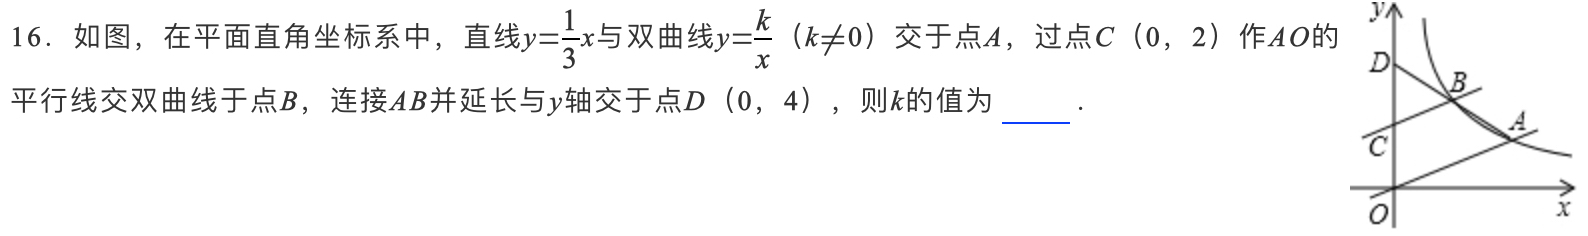 16．如图，在平面直角坐标系中，直线y=\frac{1}{3}x与双曲线y=\frac{k}{x}（k≠0）交于点A，过点C（0，2）作AO的
平行线交双曲线于点B，连接AB并延长与y轴交于点D（0，4），则k的值为 ____ ．
y
D
B
A
C
O
x